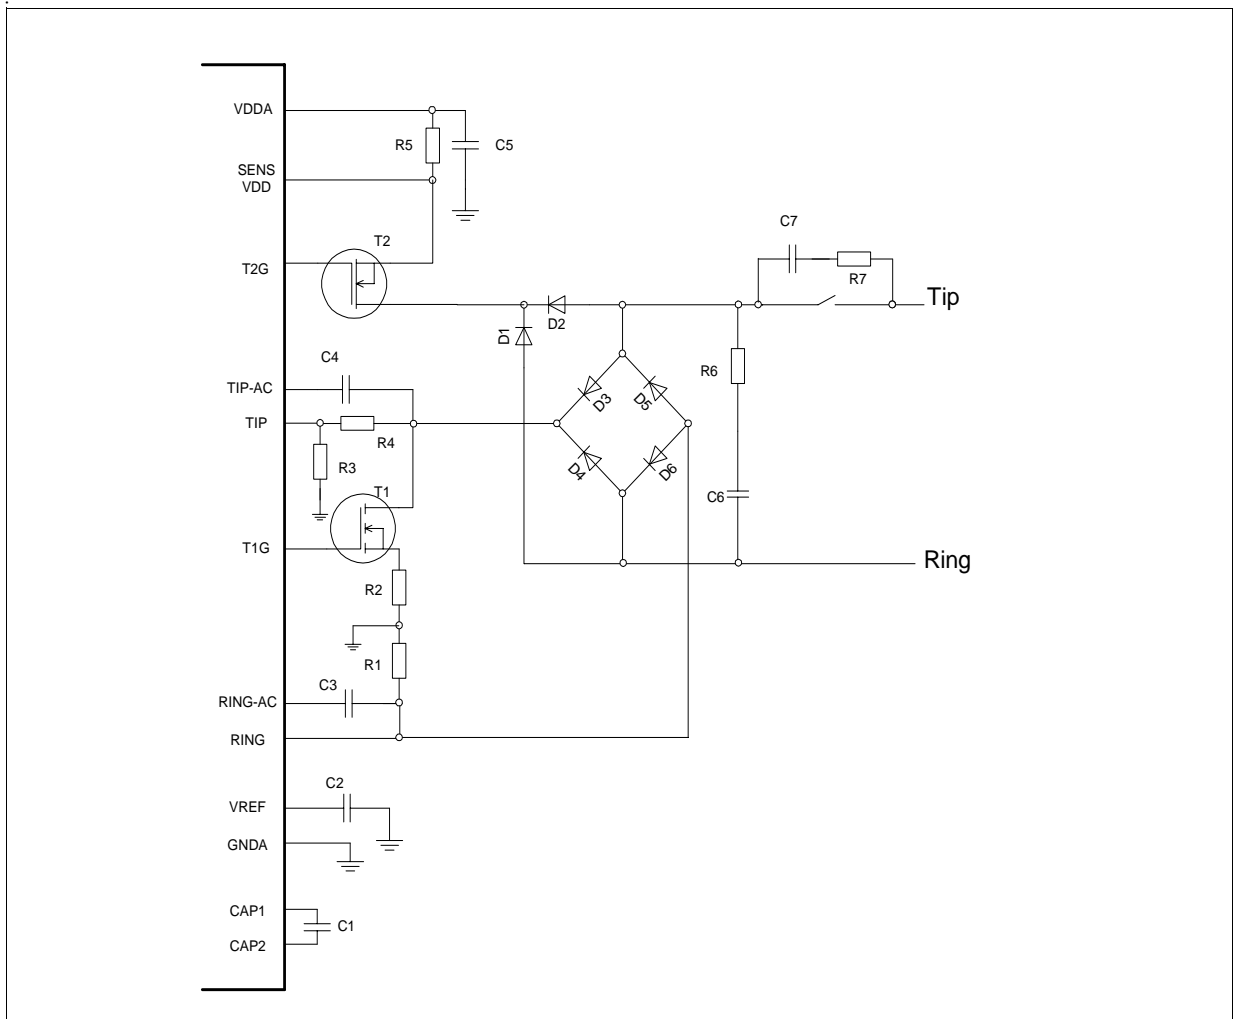 VDDA
R5
C5
SENS
VDD
T2
C7
T2G
R7
Tip
D1
D2
C4
R6
TIP-AC
D3
D5
TIP
R4
R3
D4
D6
T1
C6
T1G
Ring
R2
R1
C3
RING-AC
RING
C2
VREF
GNDA
CAP1
C1
CAP2